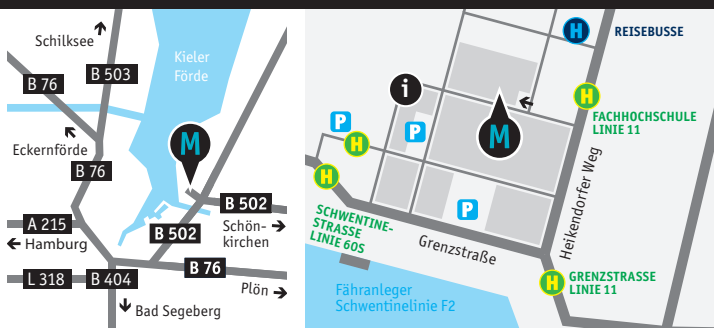 Schilksee
B 503
B 76
Kieler
Förde
Eckernförde
B 76
M
B 502
Schön-
kirchen
A 215
Hamburg
B 502
B 76
L 318
B 404
Plön
Bad Segeberg
H
REISEBUSSE
i
H
FACHHOCHSCHULE
LINIE 11
P
P
H
M
H
P
Heikendorfer Weg
SCHWENTINE-
STRASSE
LINIE 60S
Grenzstraße
H
GRENZSTRASSE
LINIE 11
Fähranleger
Schwentinelinie F2